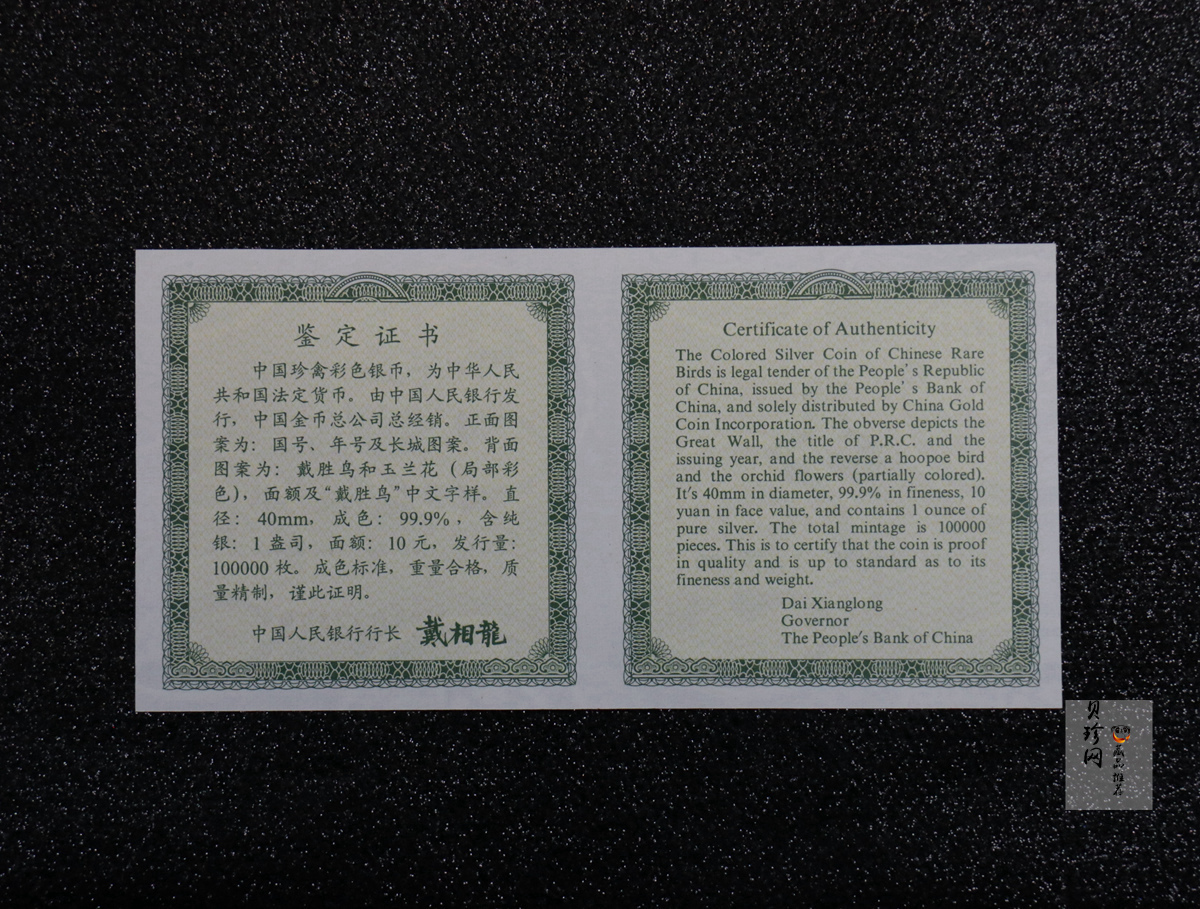 鉴定证书
中国珍禽彩色银币，为中华人民
共和国法定货币。由中国人民银行发
行，中国金币总公司总经销。正面图
案为：国号、年号及长城图案。背面
图案为：戴胜鸟和玉兰花（局部彩
色），面额及“戴胜鸟”中文字样。直
径：40mm，成色：99.9%，含纯
银：1盎司，面额：10元，发行量：
100000枚。成色标准，重量合格，质
量精制，谨此证明。
中国人民银行行长 戴相龍
Certificate of Authenticity
The Colored Silver Coin of Chinese Rare
Birds is legal tender of the People's Republic
of China, issued by the People's Bank of
China, and solely distributed by China Gold
Coin Incorporation. The obverse depicts the
Great Wall, the title of P.R.C. and the
issuing year, and the reverse a hoopoe bird
and the orchid flowers (partially colored).
It's 40mm in diameter, 99.9% in fineness, 10
yuan in face value, and contains 1 ounce of
pure silver. The total mintage is 100000
pieces. This is to certify that the coin is proof
in quality and is up to standard as to its
fineness and weight.
Dai Xianglong
Governor
The People's Bank of China
贝珍网
藏品推荐